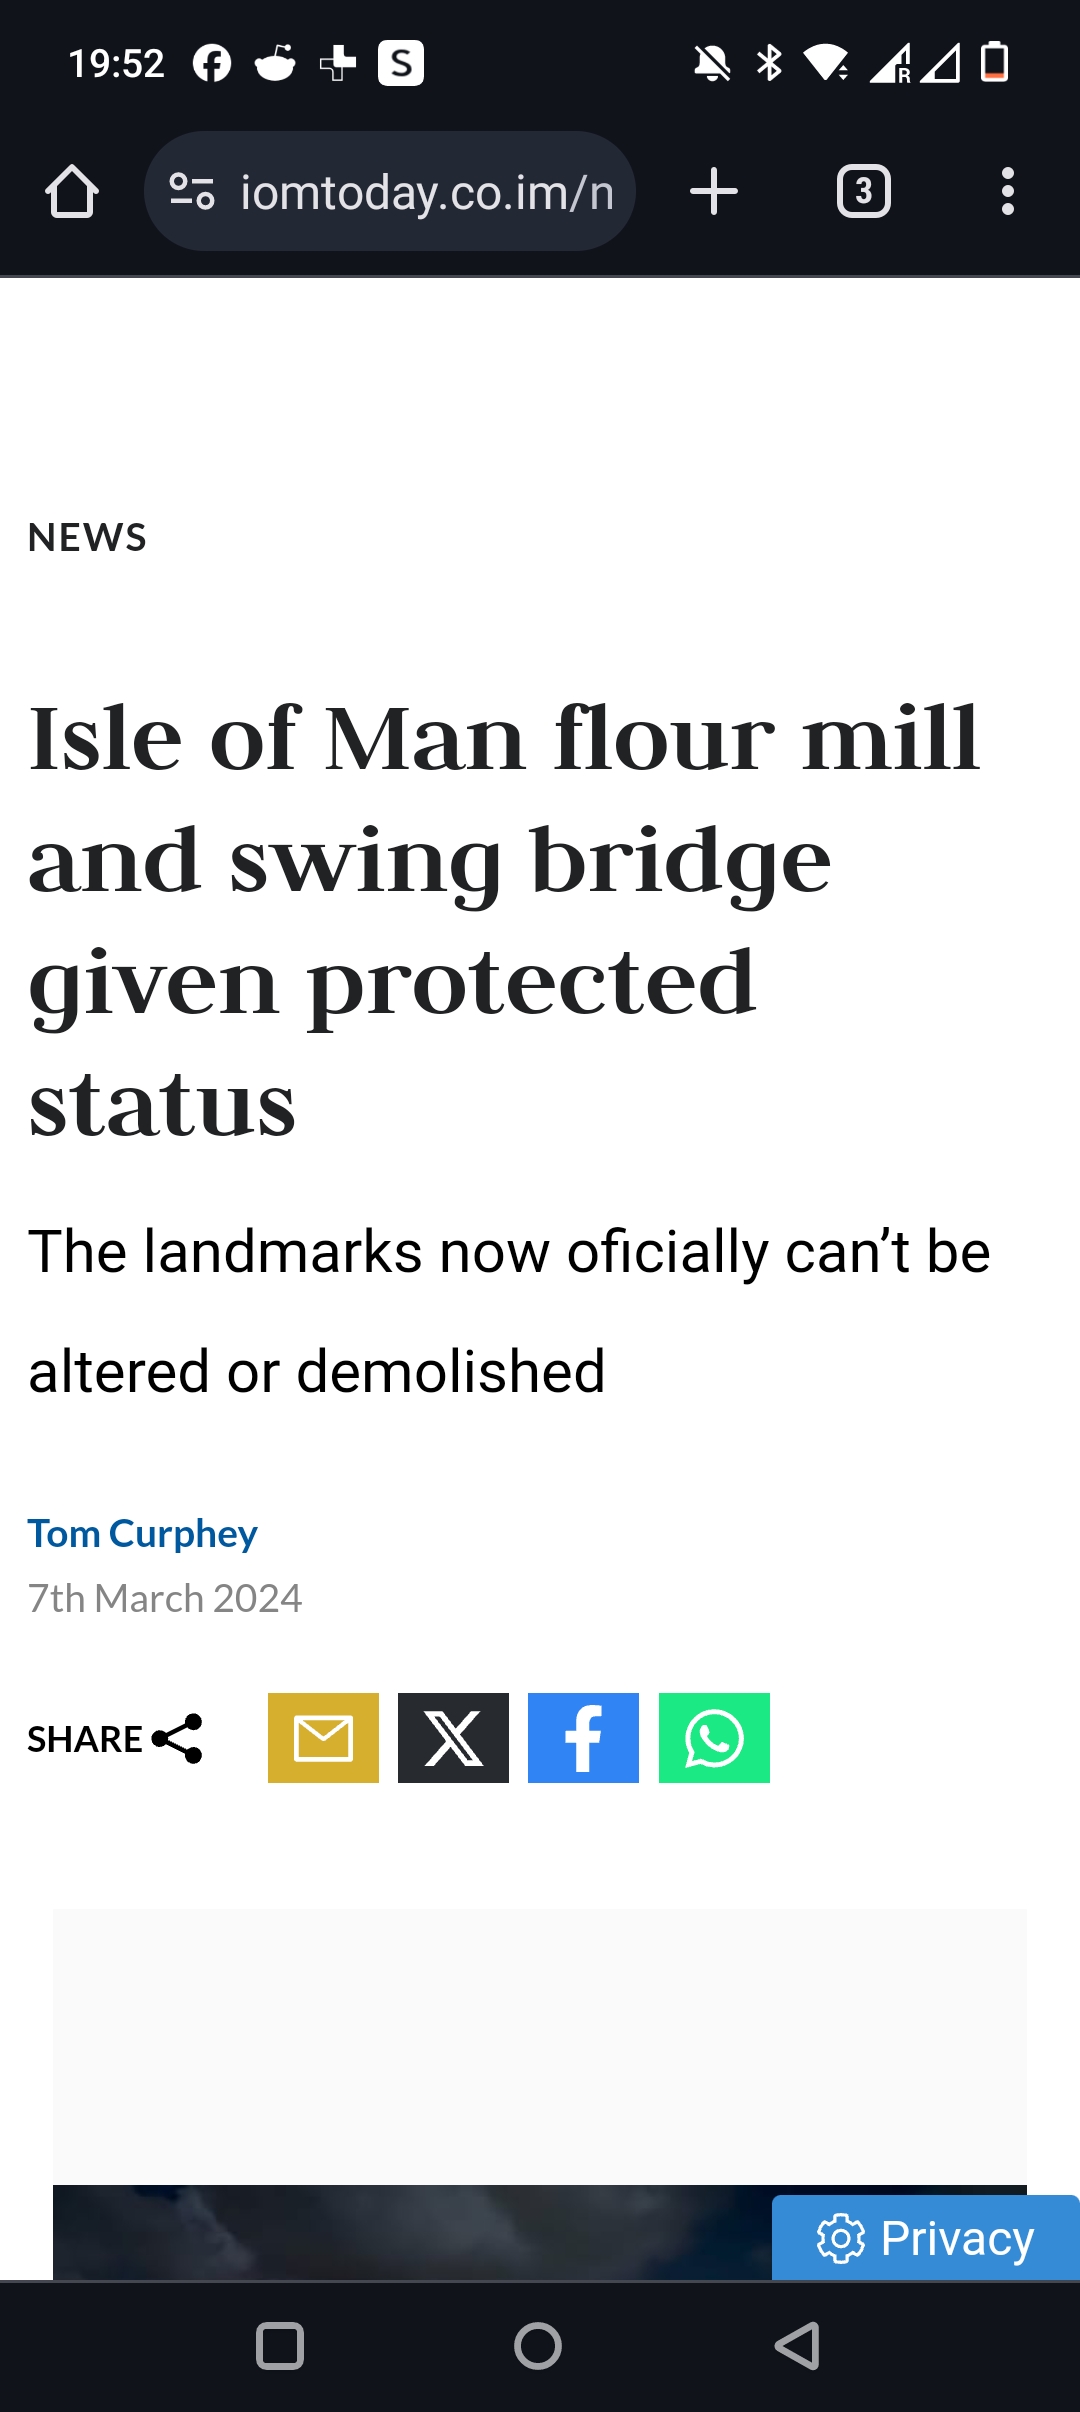 19:52
S
R
iomtoday.co.im/n
3
NEWS
Isle of Man flour mill
and swing bridge
given protected
status
The landmarks now oficially can’t be
altered or demolished
Tom Curphey
7th March 2024
SHARE
Privacy